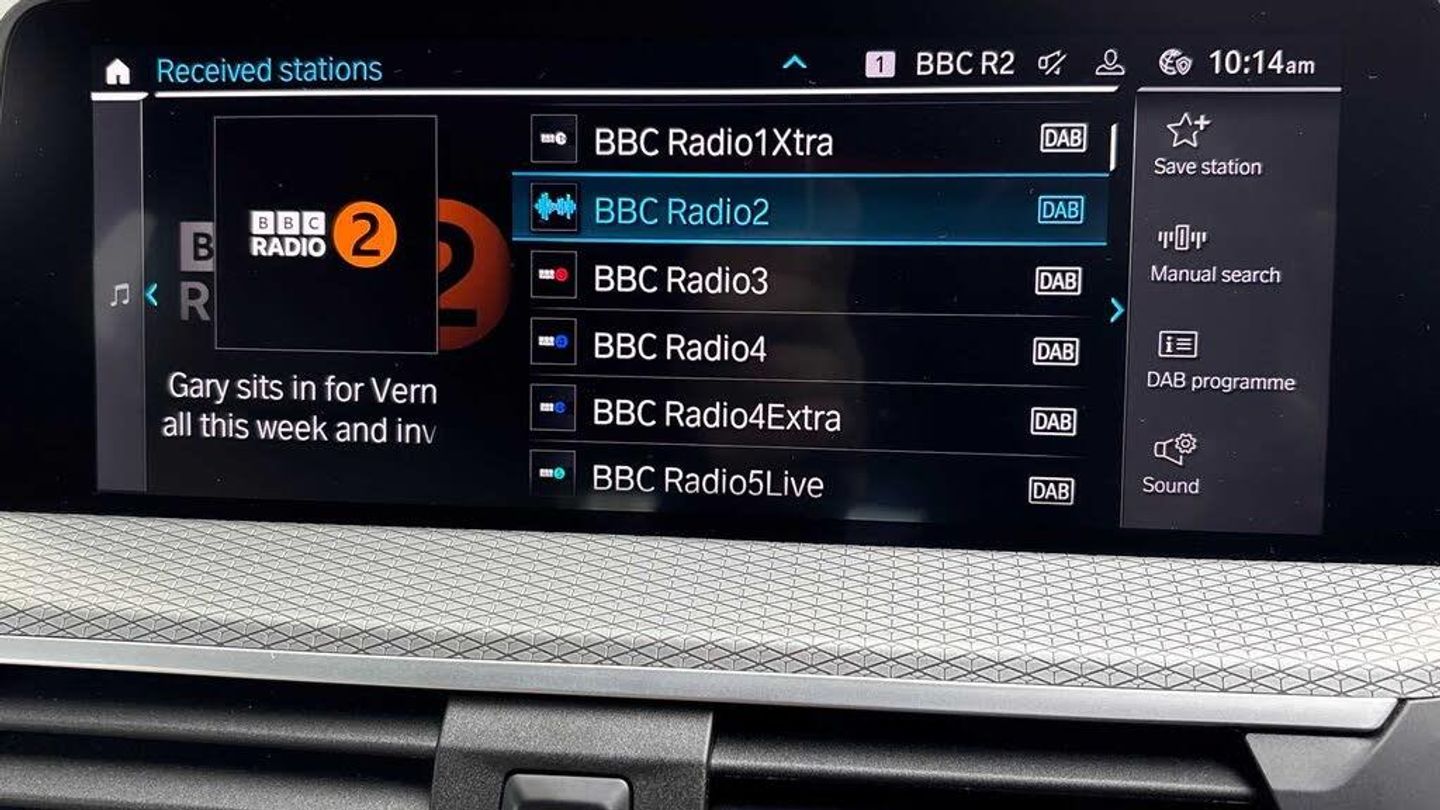 Received stations
1 BBC R2 10:14am
BBC
RADIO 2
Gary sits in for Vern
all this week and inv
BBC Radio1Xtra DAB
BBC Radio2 DAB
BBC Radio3 DAB
BBC Radio4 DAB
BBC Radio4Extra DAB
BBC Radio5Live DAB
Save station
Manual search
DAB programme
Sound